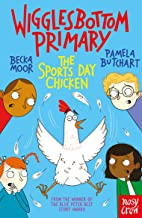 WIGGLESBOTTOM
PRIMARY
BECKA
MOOR
PAMELA
BUTCHART
THE
SPORTS DAY
CHICKEN
FROM THE WINNER OF
THE BLUE PETER BEST
STORY AWARD
nosy
crow